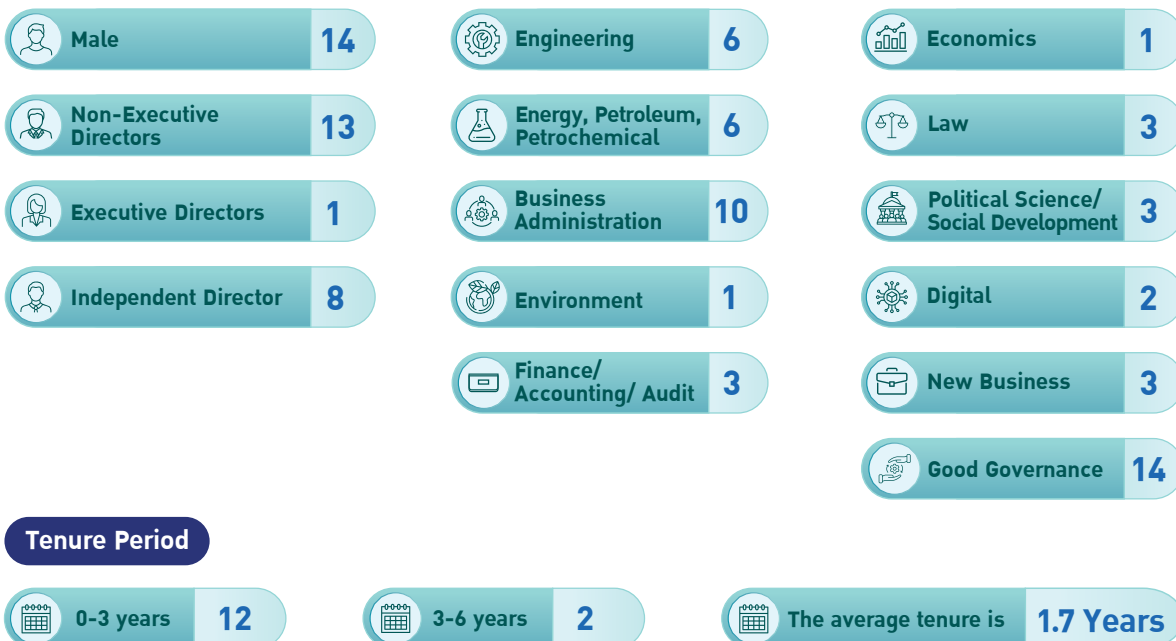 Male 14
Non-Executive
Directors 13
Executive Directors 1
Independent Director 8
Engineering 6
Energy, Petroleum,
Petrochemical 6
Business
Administration 10
Environment 1
Finance/
Accounting/ Audit 3
Economics 1
Law 3
Political Science/
Social Development 3
Digital 2
New Business 3
Good Governance 14
Tenure Period
0-3 years 12
3-6 years 2
The average tenure is 1.7 Years